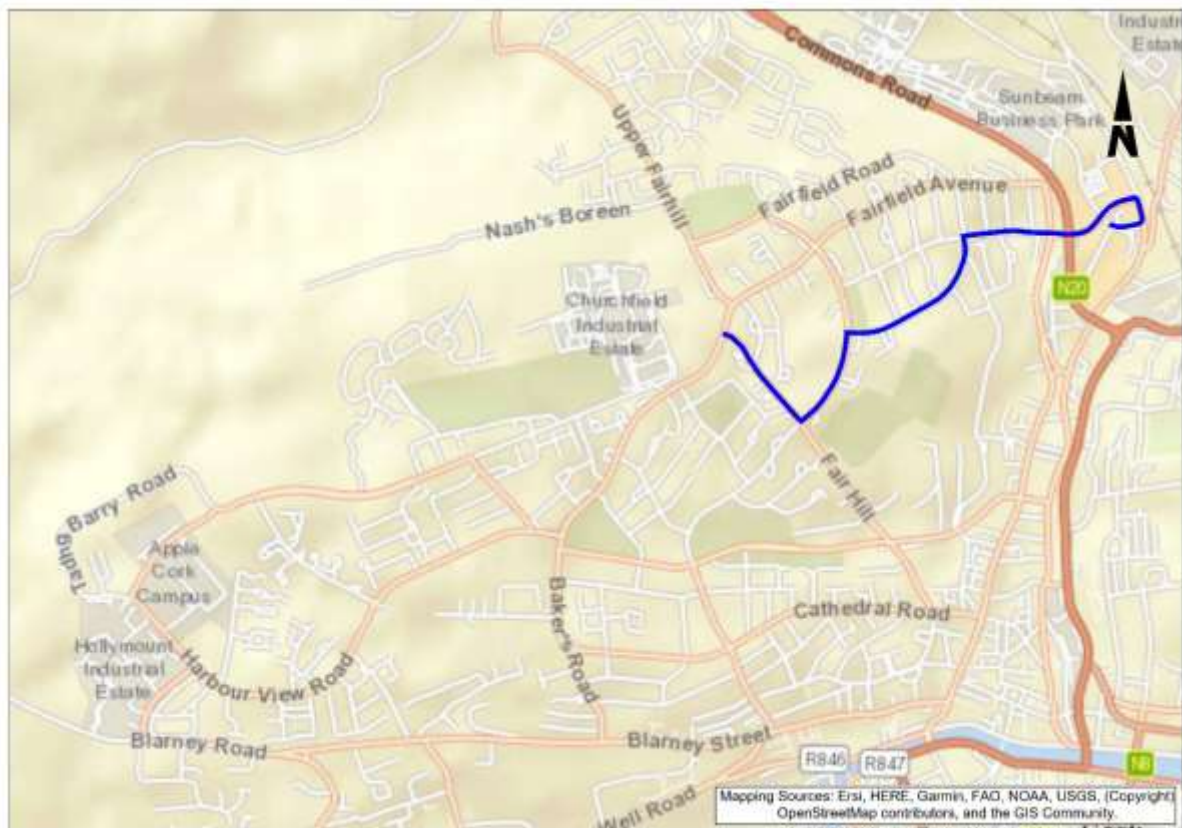 Industri
Estate
Commons Road
Sunbeam
Business Park
N
Upper Fairhill
Fairfield Road
Fairfield Avenue
Nash's Boreen
N20
Churchfield
Industrial
Estate
Fair Hill
Tadhg Barry Road
Apple
Cork
Campus
Baker's Road
Cathedral Road
Hollymount
Industrial
Estate
Harbour View Road
Blarney Road
Blarney Street
R846
R847
N8
Well Road
Mapping Sources: Ersi, HERE, Garmin, FAO, NOAA, USGS, (Copyright)
OpenStreetMap contributors, and the GIS Community.